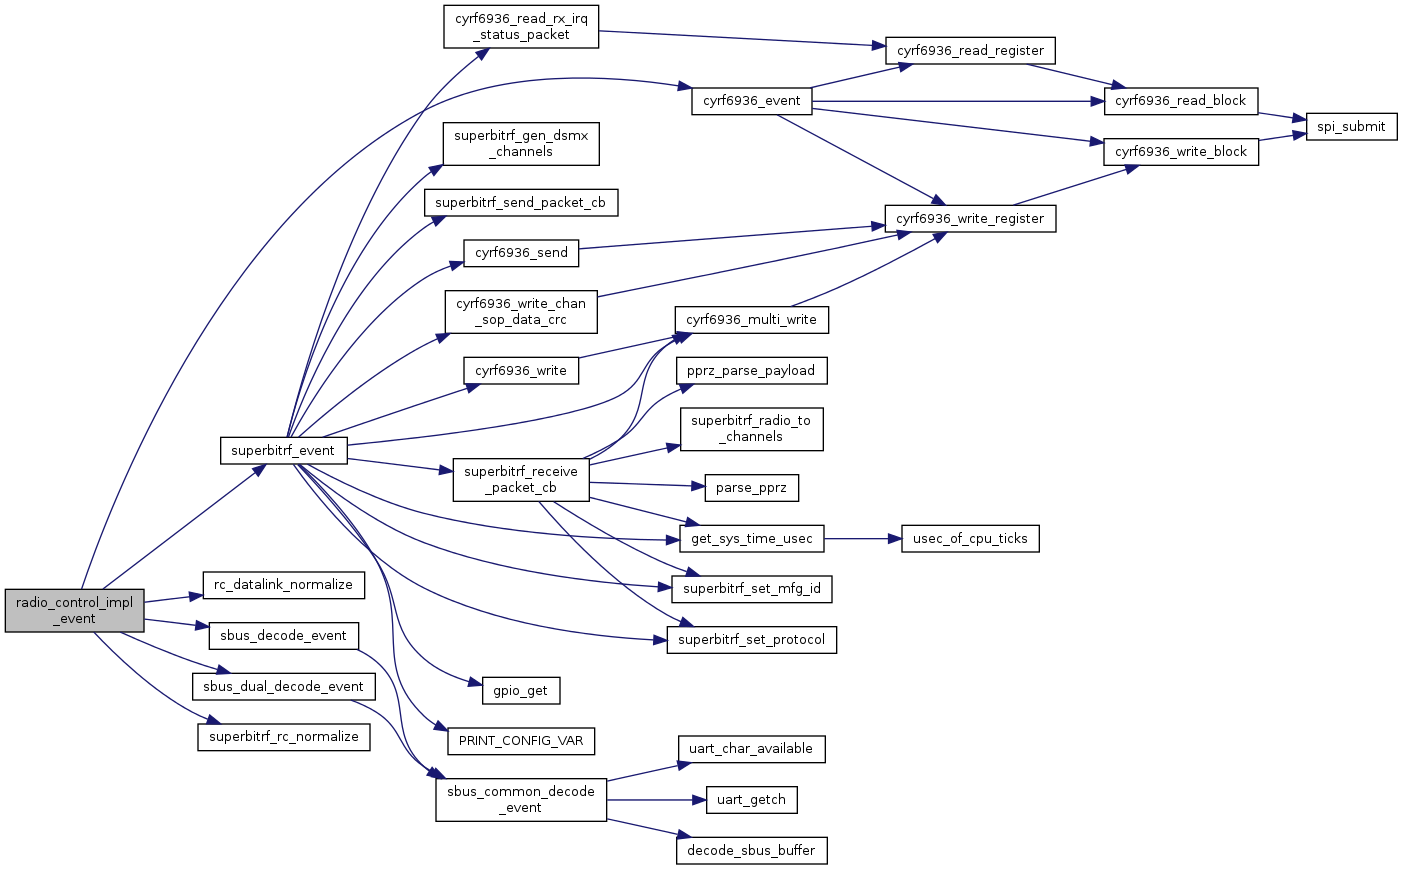 cyrf6936_read_rx_irq
_status_packet
cyrf6936_read_register
cyrf6936_event
cyrf6936_read_block
spi_submit
superbitrf_gen_dsmx
_channels
cyrf6936_write_block
superbitrf_send_packet_cb
cyrf6936_write_register
cyrf6936_send
cyrf6936_write_chan
_sop_data_crc
cyrf6936_multi_write
cyrf6936_write
pprz_parse_payload
superbitrf_radio_to
_channels
superbitrf_event
superbitrf_receive
_packet_cb
parse_pprz
get_sys_time_usec
usec_of_cpu_ticks
superbitrf_set_mfg_id
rc_datalink_normalize
radio_control_impl
_event
sbus_decode_event
superbitrf_set_protocol
sbus_dual_decode_event
gpio_get
superbitrf_rc_normalize
PRINT_CONFIG_VAR
uart_char_available
sbus_common_decode
_event
uart_getch
decode_sbus_buffer